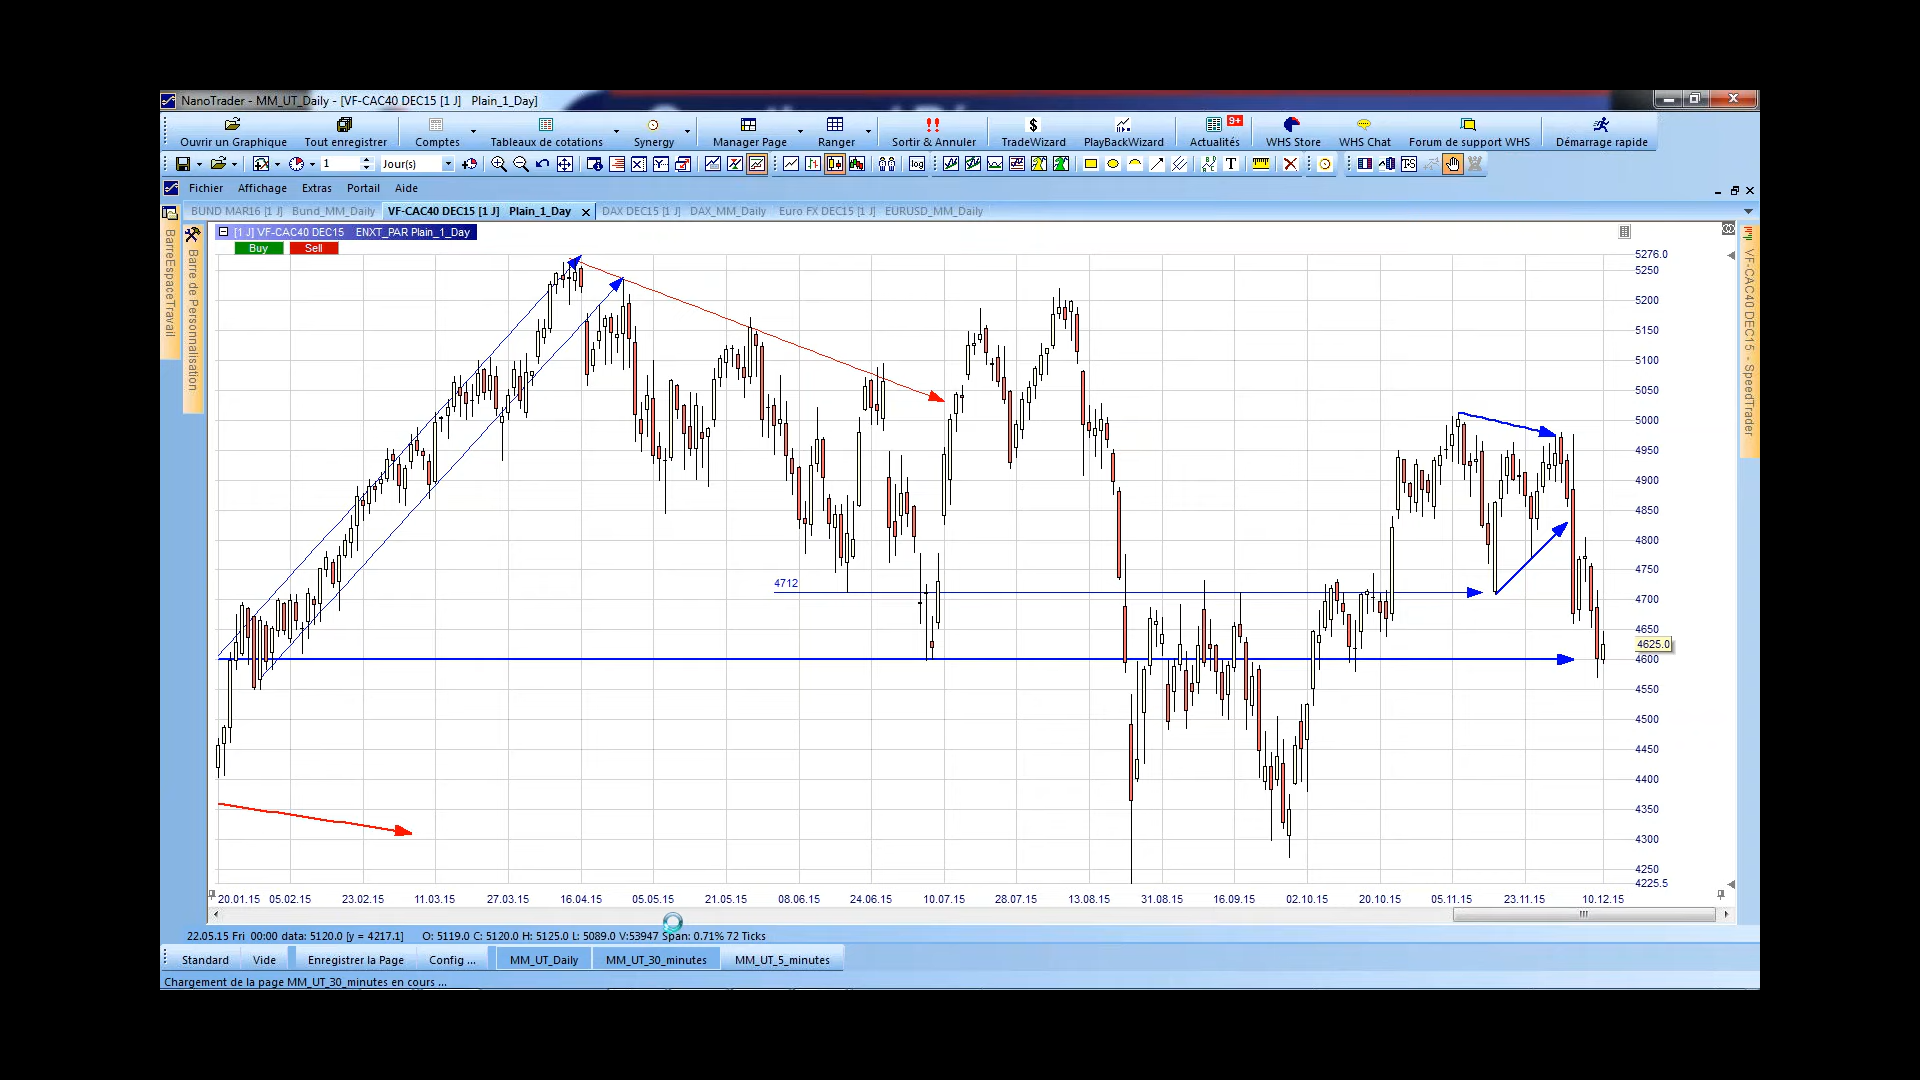 NanoTrader - MM_UT_Daily - [VF-CAC40 DEC15 [1 J]   Plain_1_Day]
Ouvrir un Graphique Tout enregistrer Comptes Tableaux de cotations Synergy Manager Page Ranger Sortir & Annuler TradeWizard PlayBackWizard 9+ Actualités WHS Store WHS Chat Forum de support WHS Démarrage rapide
1 Jour(s) log T TS
Fichier Affichage Extras Portail Aide
BUND MAR16 [1 J] Bund_MM_Daily VF-CAC40 DEC15 [1 J] Plain_1_Day DAX DEC15 [1 J] DAX_MM_Daily Euro FX DEC15 [1 J] EURUSD_MM_Daily
BarreEspaceTravail
Barre de Personnalisation
[1 J] VF-CAC40 DEC15 ENXT_PAR Plain_1_Day
Buy Sell
VF-CAC40 DEC15 - SpeedTrader
5276.0
5250
5200
5150
5100
5050
5000
4950
4900
4850
4800
4750
4712
4700
4650
4625.0
4600
4550
4500
4450
4400
4350
4300
4250
4225.5
20.01.15 05.02.15 23.02.15 11.03.15 27.03.15 16.04.15 05.05.15 21.05.15 08.06.15 24.06.15 10.07.15 28.07.15 13.08.15 31.08.15 16.09.15 02.10.15 20.10.15 05.11.15 23.11.15 10.12.15
22.05.15 Fri 00:00 data: 5120.0 [y = 4217.1] O: 5119.0 C: 5120.0 H: 5125.0 L: 5089.0 V:53947 Span: 0.71% 72 Ticks
Standard Vide Enregistrer la Page Config ... MM_UT_Daily MM_UT_30_minutes MM_UT_5_minutes
Chargement de la page MM_UT_30_minutes en cours ...